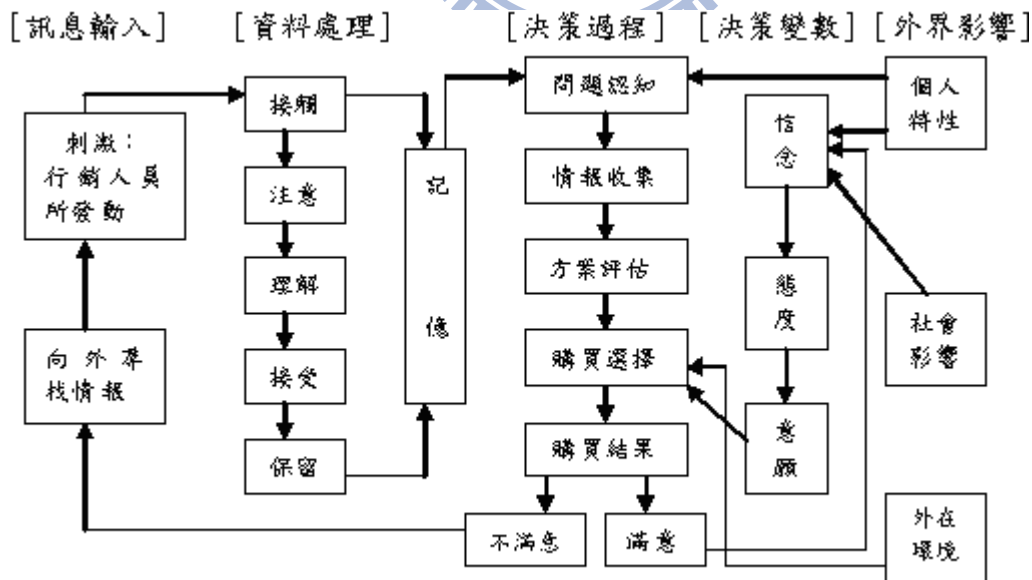 [訊息輸入] [資料處理] [決策過程] [決策變數] [外界影響]
刺激：
行銷人員
所發動
向外尋
找情報
接觸
注意
理解
接受
保留
記
憶
問題認知
情報收集
方案評估
購買選擇
購買結果
不滿意
滿意
信
念
態
度
意
願
個人
特性
社會
影響
外在
環境